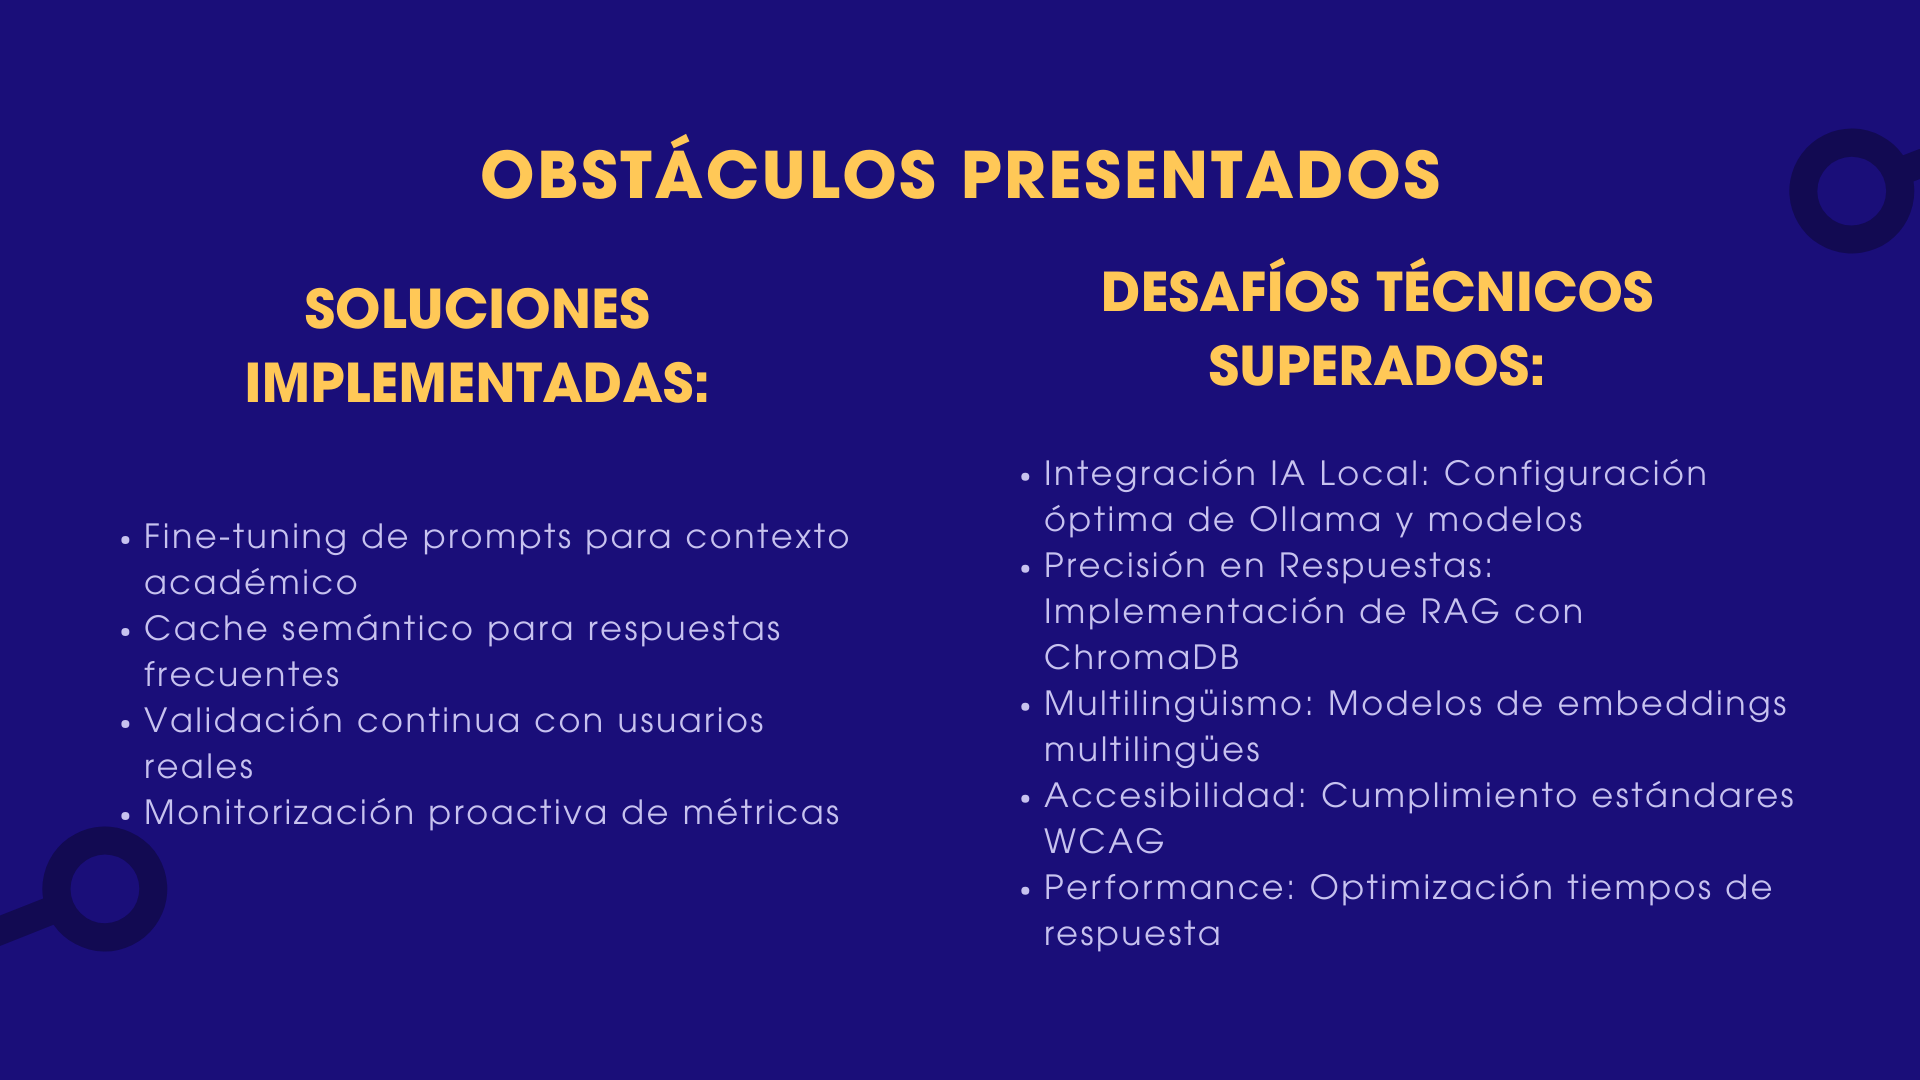 OBSTÁCULOS PRESENTADOS
SOLUCIONES
IMPLEMENTADAS:
• Fine-tuning de prompts para contexto
académico
• Cache semántico para respuestas
frecuentes
• Validación continua con usuarios
reales
• Monitorización proactiva de métricas
DESAFÍOS TÉCNICOS
SUPERADOS:
• Integración IA Local: Configuración
óptima de Ollama y modelos
• Precisión en Respuestas:
Implementación de RAG con
ChromaDB
• Multilingüismo: Modelos de embeddings
multilingües
• Accesibilidad: Cumplimiento estándares
WCAG
• Performance: Optimización tiempos de
respuesta